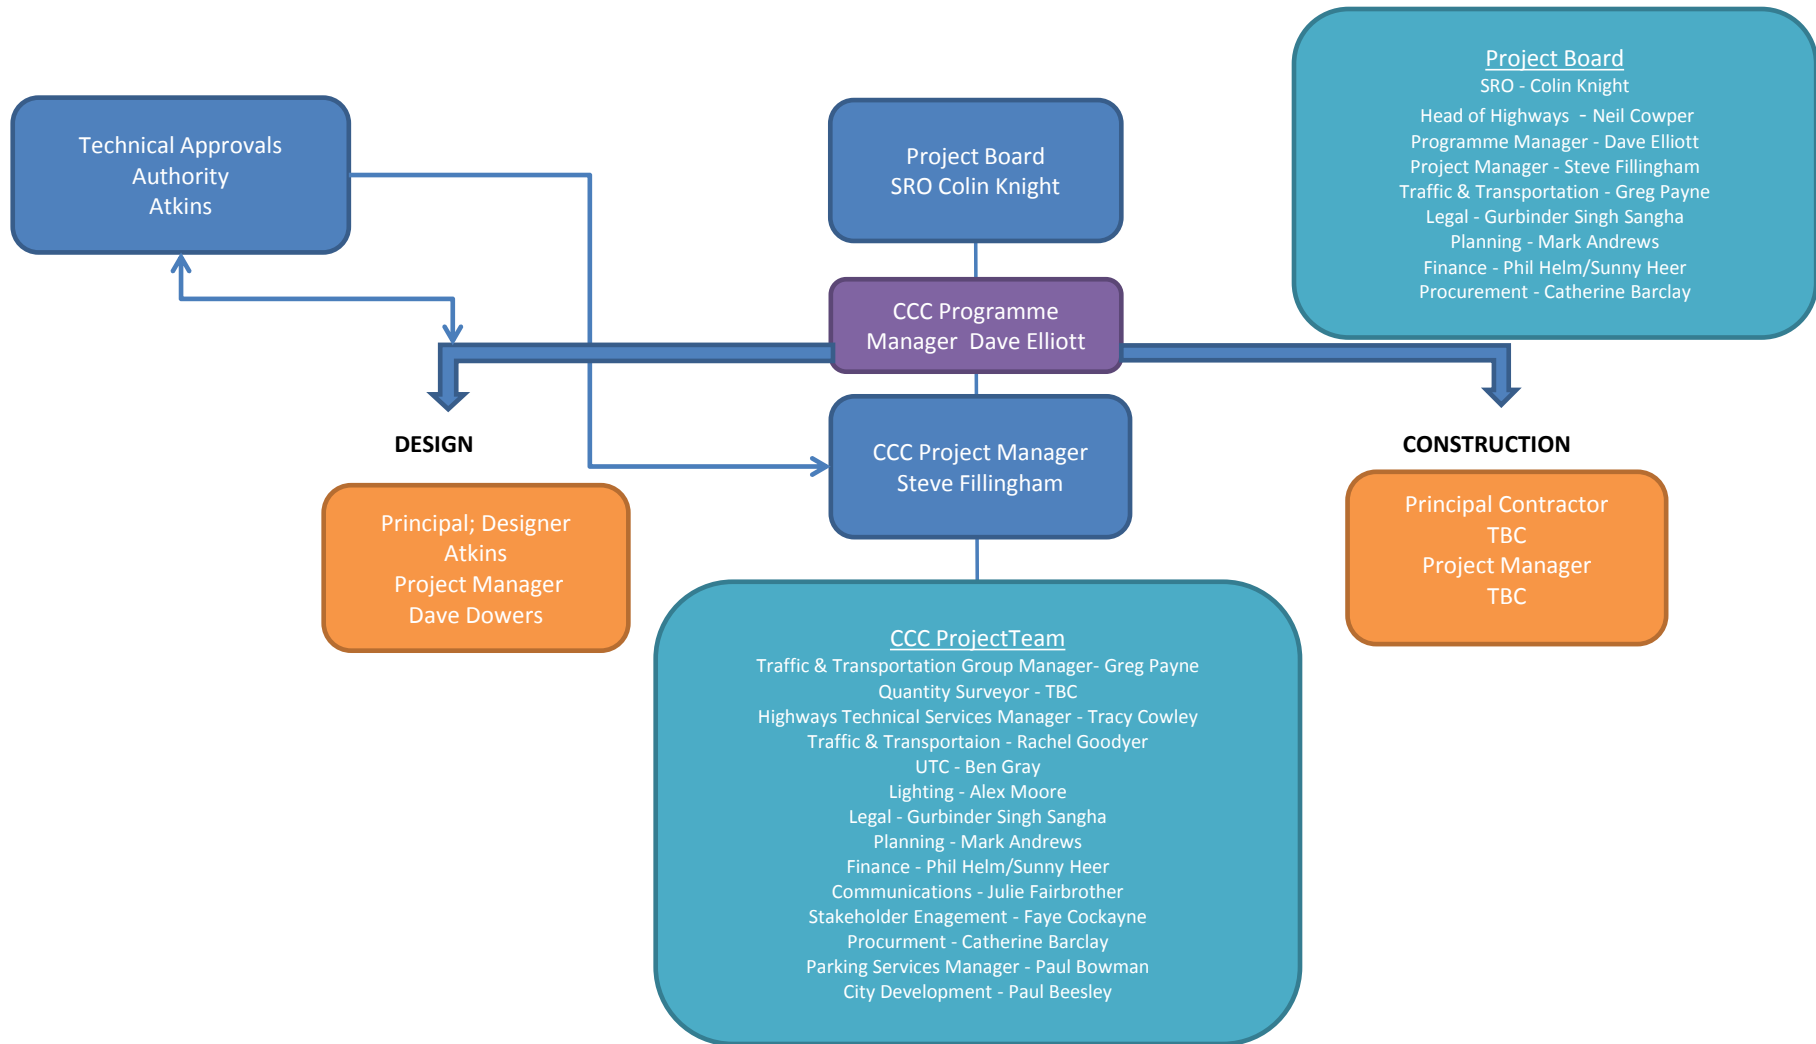 Technical Approvals
Authority
Atkins
Project Board
SRO Colin Knight
Project Board
SRO - Colin Knight
Head of Highways - Neil Cowper
Programme Manager - Dave Elliott
Project Manager - Steve Fillingham
Traffic & Transportation - Greg Payne
Legal - Gurbinder Singh Sangha
Planning - Mark Andrews
Finance - Phil Helm/Sunny Heer
Procurement - Catherine Barclay
CCC Programme
Manager  Dave Elliott
DESIGN
CCC Project Manager
Steve Fillingham
CONSTRUCTION
Principal; Designer
Atkins
Project Manager
Dave Dowers
Principal Contractor
TBC
Project Manager
TBC
CCC ProjectTeam
Traffic & Transportation Group Manager- Greg Payne
Quantity Surveyor - TBC
Highways Technical Services Manager - Tracy Cowley
Traffic & Transportaion - Rachel Goodyer
UTC - Ben Gray
Lighting - Alex Moore
Legal - Gurbinder Singh Sangha
Planning - Mark Andrews
Finance - Phil Helm/Sunny Heer
Communications - Julie Fairbrother
Stakeholder Enagement - Faye Cockayne
Procurment - Catherine Barclay
Parking Services Manager - Paul Bowman
City Development - Paul Beesley